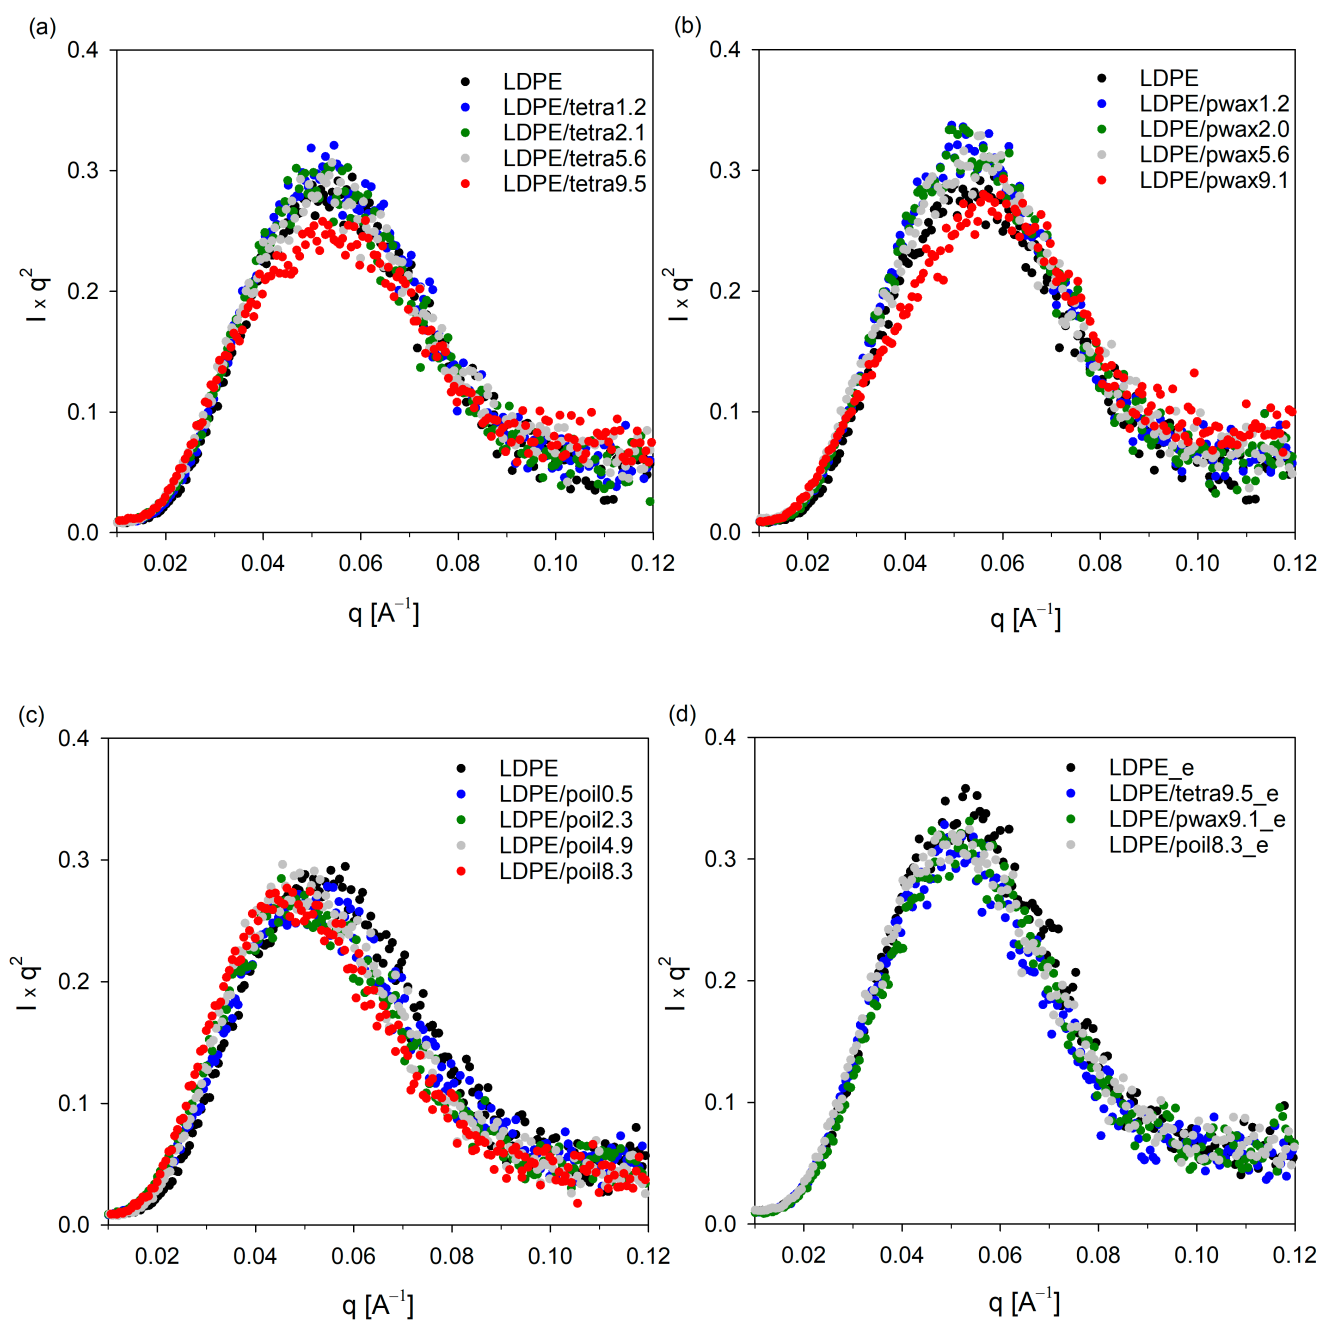 (a)
0.4
0.3
0.2
0.1
0.0
I x q²
LDPE
LDPE/tetra1.2
LDPE/tetra2.1
LDPE/tetra5.6
LDPE/tetra9.5
0.02 0.04 0.06 0.08 0.10 0.12
q [A⁻¹]
(b)
0.4
0.3
0.2
0.1
0.0
I x q²
LDPE
LDPE/pwax1.2
LDPE/pwax2.0
LDPE/pwax5.6
LDPE/pwax9.1
0.02 0.04 0.06 0.08 0.10 0.12
q [A⁻¹]
(c)
0.4
0.3
0.2
0.1
0.0
I x q²
LDPE
LDPE/poil0.5
LDPE/poil2.3
LDPE/poil4.9
LDPE/poil8.3
0.02 0.04 0.06 0.08 0.10 0.12
q [A⁻¹]
(d)
0.4
0.3
0.2
0.1
0.0
I x q²
LDPE_e
LDPE/tetra9.5_e
LDPE/pwax9.1_e
LDPE/poil8.3_e
0.02 0.04 0.06 0.08 0.10 0.12
q [A⁻¹]